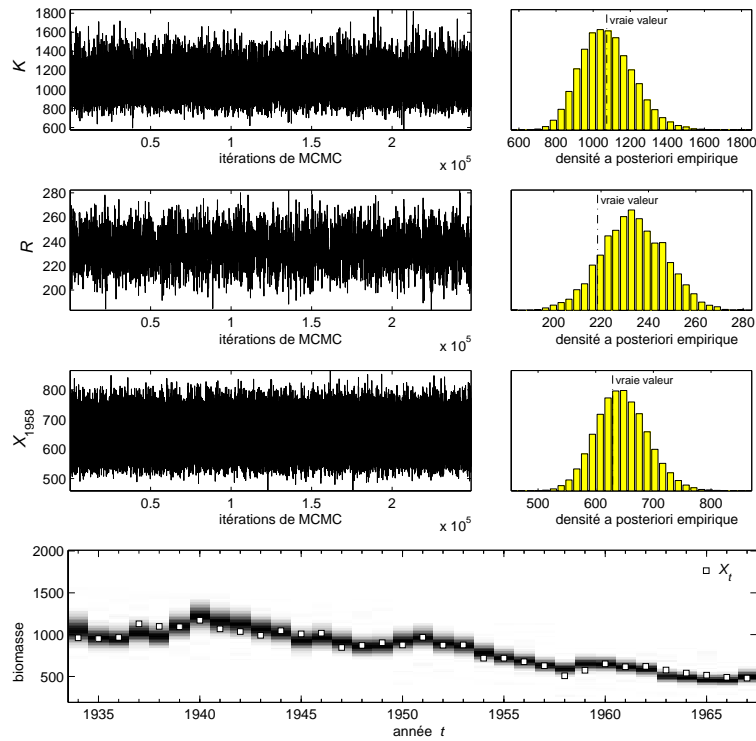 1800
1600
1400
1200
1000
800
600
K
0.5 1 1.5 2
itérations de MCMC
x 10^5
vraie valeur
600 800 1000 1200 1400 1600 1800
densité a posteriori empirique
280
260
240
220
200
R
0.5 1 1.5 2
itérations de MCMC
x 10^5
vraie valeur
200 220 240 260 280
densité a posteriori empirique
800
700
600
500
X_1958
0.5 1 1.5 2
itérations de MCMC
x 10^5
vraie valeur
500 600 700 800
densité a posteriori empirique
2000
1500
1000
500
biomasse
X_t
1935 1940 1945 1950 1955 1960 1965
année t